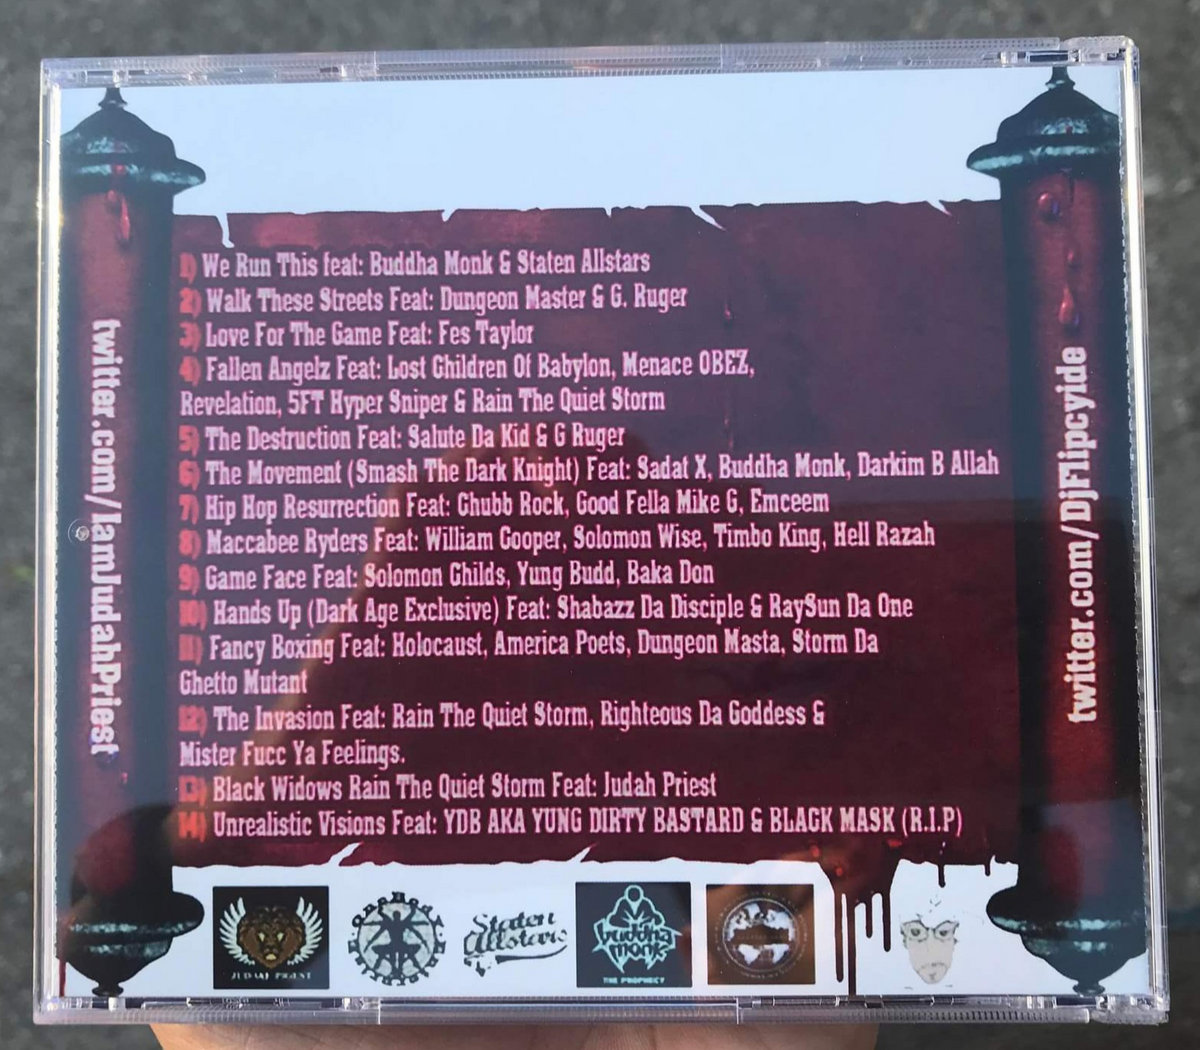 1) We Run This feat: Buddha Monk & Staten Allstars
2) Walk These Streets Feat: Dungeon Master & G. Ruger
3) Love For The Game Feat: Fes Taylor
4) Fallen Angelz Feat: Lost Children Of Babylon, Menace OBEZ,
Revelation, 5FT Hyper Sniper & Rain The Quiet Storm
5) The Destruction Feat: Salute Da Kid & G Ruger
6) The Movement (Smash The Dark Knight) Feat: Sadat X, Buddha Monk, Darkim B Allah
7) Hip Hop Resurrection Feat: Chubb Rock, Good Fella Mike G, Emceem
8) Maccabee Ryders Feat: William Cooper, Solomon Wise, Timbo King, Hell Razah
9) Game Face Feat: Solomon Childs, Yung Budd, Baka Don
10) Hands Up (Dark Age Exclusive) Feat: Shabazz Da Disciple & RaySun Da One
11) Fancy Boxing Feat: Holocaust, America Poets, Dungeon Masta, Storm Da
Ghetto Mutant
12) The Invasion Feat: Rain The Quiet Storm, Righteous Da Goddess &
Mister Fucc Ya Feelings.
13) Black Widows Rain The Quiet Storm Feat: Judah Priest
14) Unrealistic Visions Feat: YDB AKA YUNG DIRTY BASTARD & BLACK MASK (R.I.P)
twitter.com/IamJudahPriest
twitter.com/DjFlipcyide
JUDAH PRIEST
Staten
Allstars
buddha
monk
THE PROPHECY